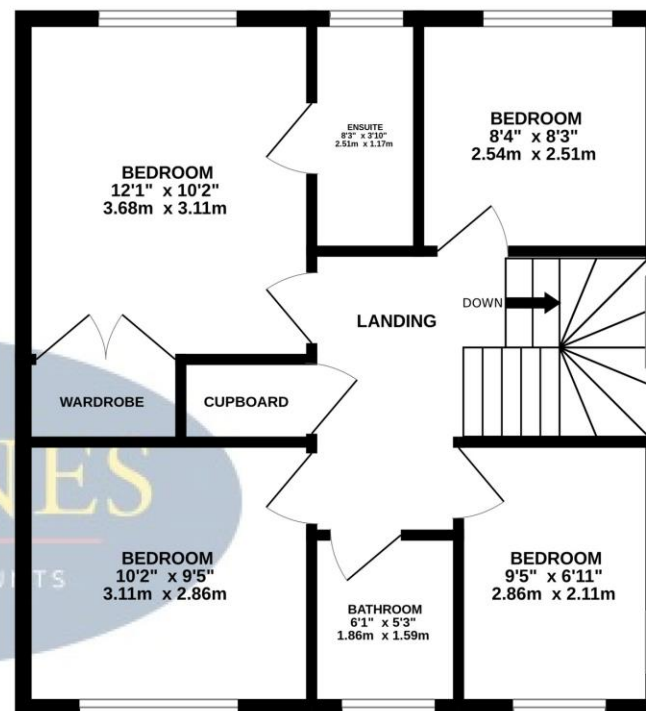 ENSUITE
8'3" x 3'10"
2.51m x 1.17m
BEDROOM
8'4" x 8'3"
2.54m x 2.51m
BEDROOM
12'1" x 10'2"
3.68m x 3.11m
DOWN
LANDING
WARDROBE
CUPBOARD
NES
UNTS
BEDROOM
10'2" x 9'5"
3.11m x 2.86m
BEDROOM
9'5" x 6'11"
2.86m x 2.11m
BATHROOM
6'1" x 5'3"
1.86m x 1.59m